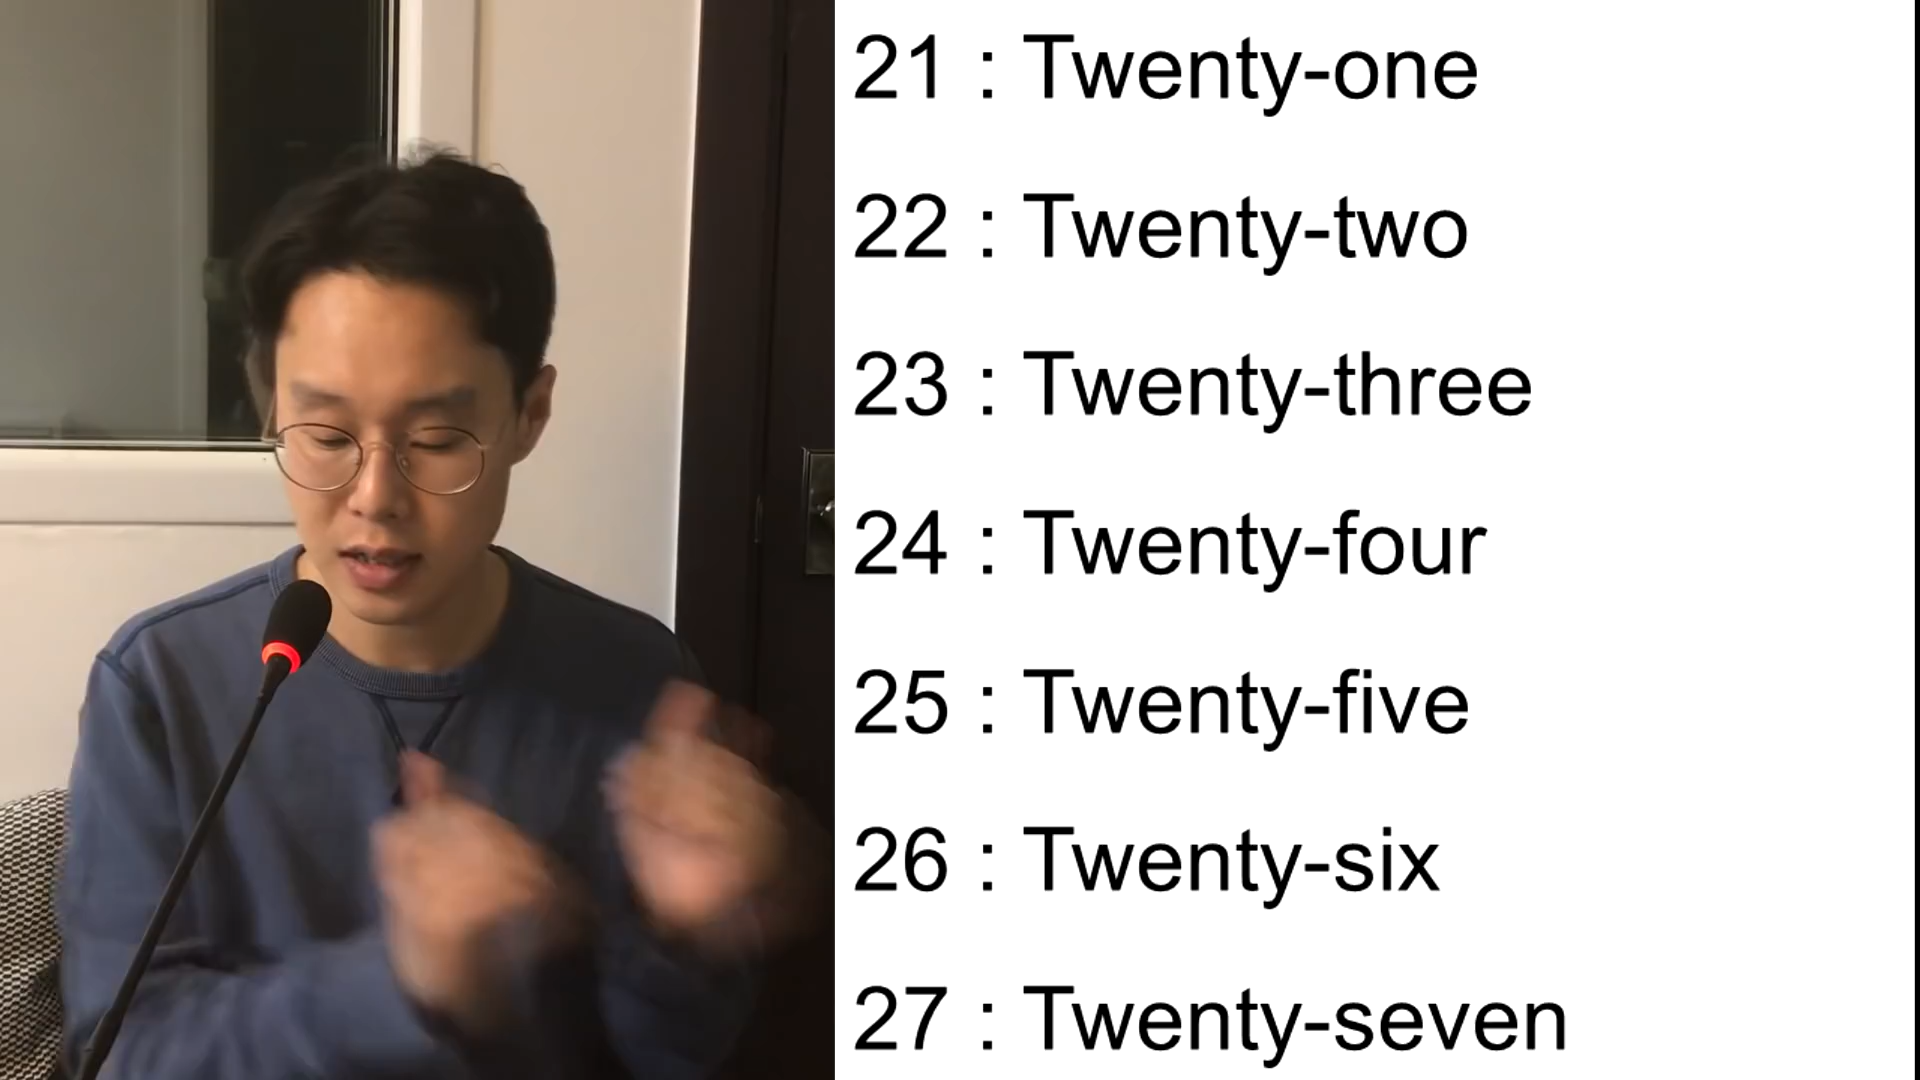 21 : Twenty-one
22 : Twenty-two
23 : Twenty-three
24 : Twenty-four
25 : Twenty-five
26 : Twenty-six
27 : Twenty-seven